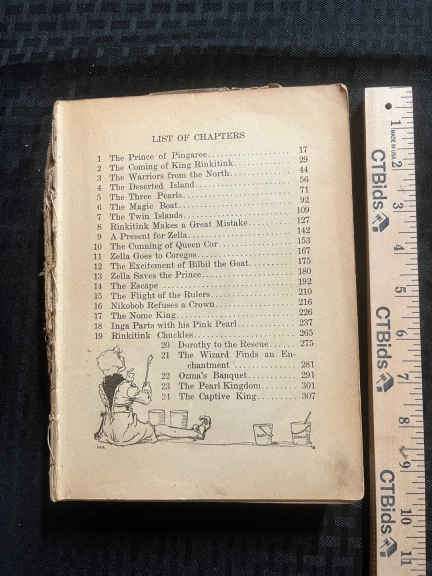 LIST OF CHAPTERS
1 The Prince of Pingaree.................... 17
2 The Coming of King Rinkitink............. 29
3 The Warriors from the North............. 44
4 The Deserted Island...................... 56
5 The Three Pearls......................... 71
6 The Magic Boat........................... 92
7 The Twin Islands......................... 109
8 Rinkitink Makes a Great Mistake......... 127
9 A Present for Zella...................... 142
10 The Cunning of Queen Cor................ 153
11 Zella Goes to Coregos.................... 167
12 The Excitement of Bilbil the Goat........ 175
13 Zella Saves the Prince................... 180
14 The Escape .............................. 192
15 The Flight of the Rulers................. 210
16 Nikobob Refuses a Crown................. 216
17 The Nome King........................... 226
18 Inga Parts with his Pink Pearl........... 237
19 Rinkitink Chuckles...................... 265
20 Dorothy to the Rescue..... 275
21 The Wizard Finds an En-
chantment ................ 281
22 Ozma's Banquet........... 291
23 The Pearl Kingdom........ 301
24 The Captive King.......... 307
1 2 3 4 5 6 7 8 9 10 11
MADE IN USA
CTBids
CTBids
CTBids